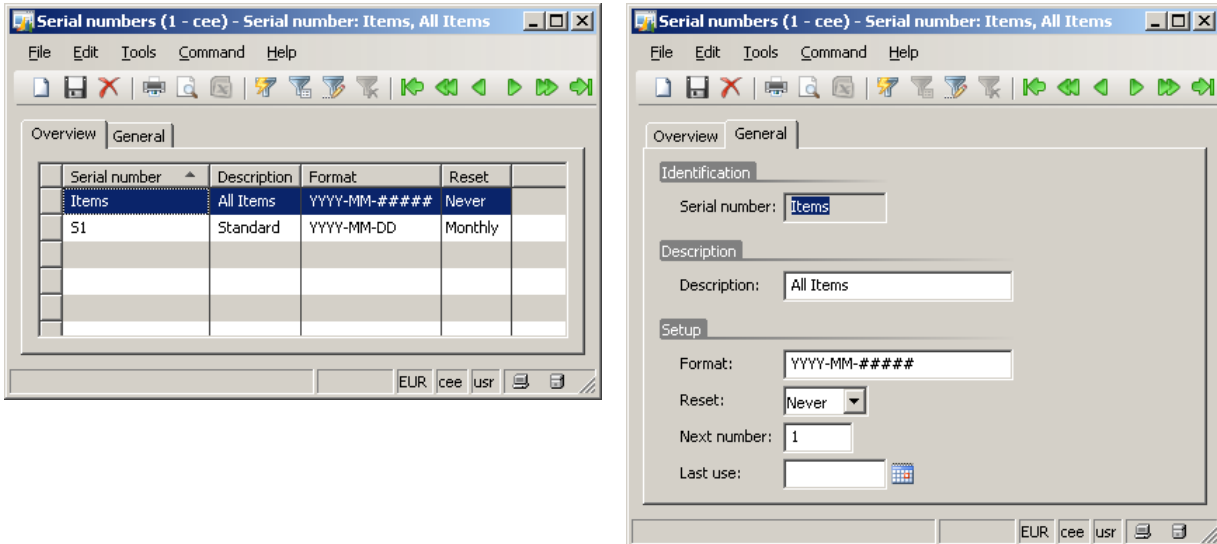 Serial numbers (1 - cee) - Serial number: Items, All Items
File Edit Tools Command Help
Overview General
Serial number Description Format Reset
Items All Items YYYY-MM-##### Never
S1 Standard YYYY-MM-DD Monthly
EUR cee usr
Serial numbers (1 - cee) - Serial number: Items, All Items
File Edit Tools Command Help
Overview General
Identification
Serial number: Items
Description
Description: All Items
Setup
Format: YYYY-MM-#####
Reset: Never
Next number: 1
Last use:
EUR cee usr